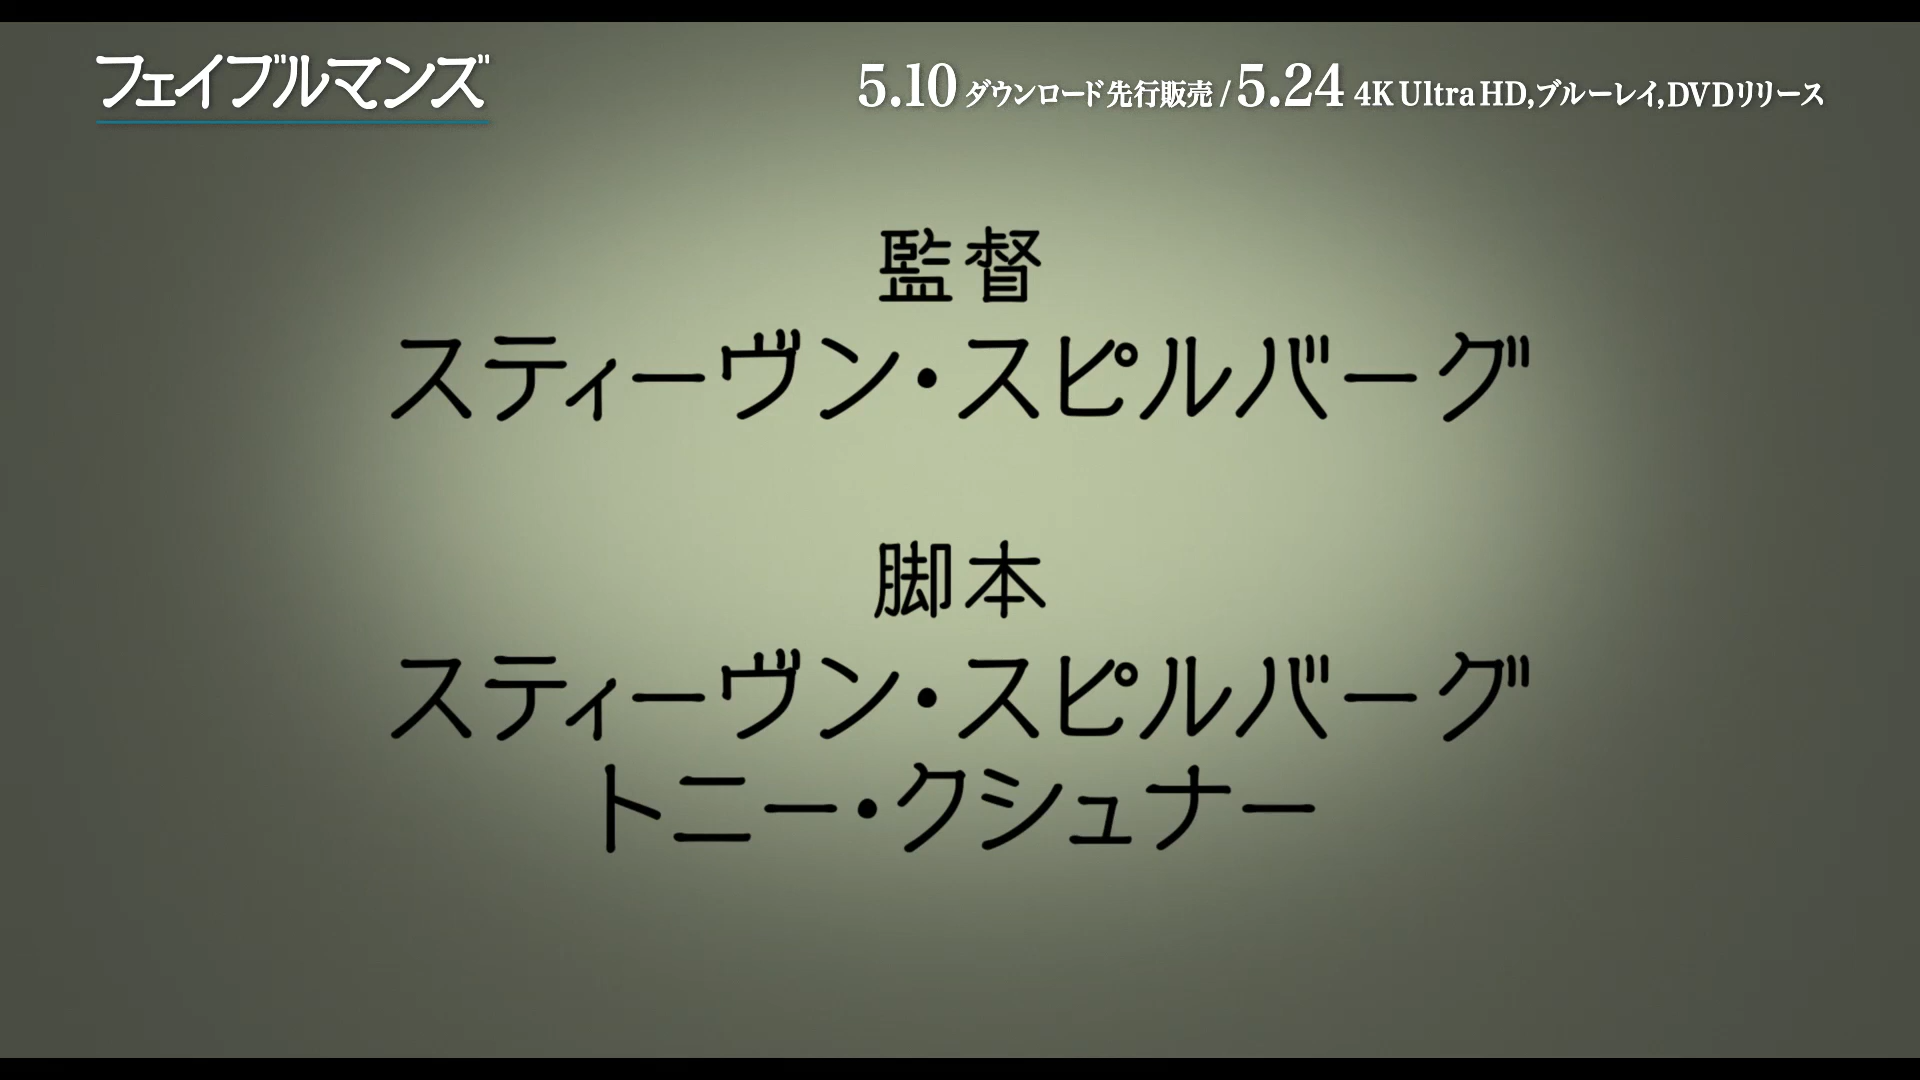 フェイブルマンズ
5.10 ダウンロード先行販売 / 5.24 4K Ultra HD,ブルーレイ,DVDリリース
監督
スティーヴン・スピルバーグ
脚本
スティーヴン・スピルバーグ
トニー・クシュナー